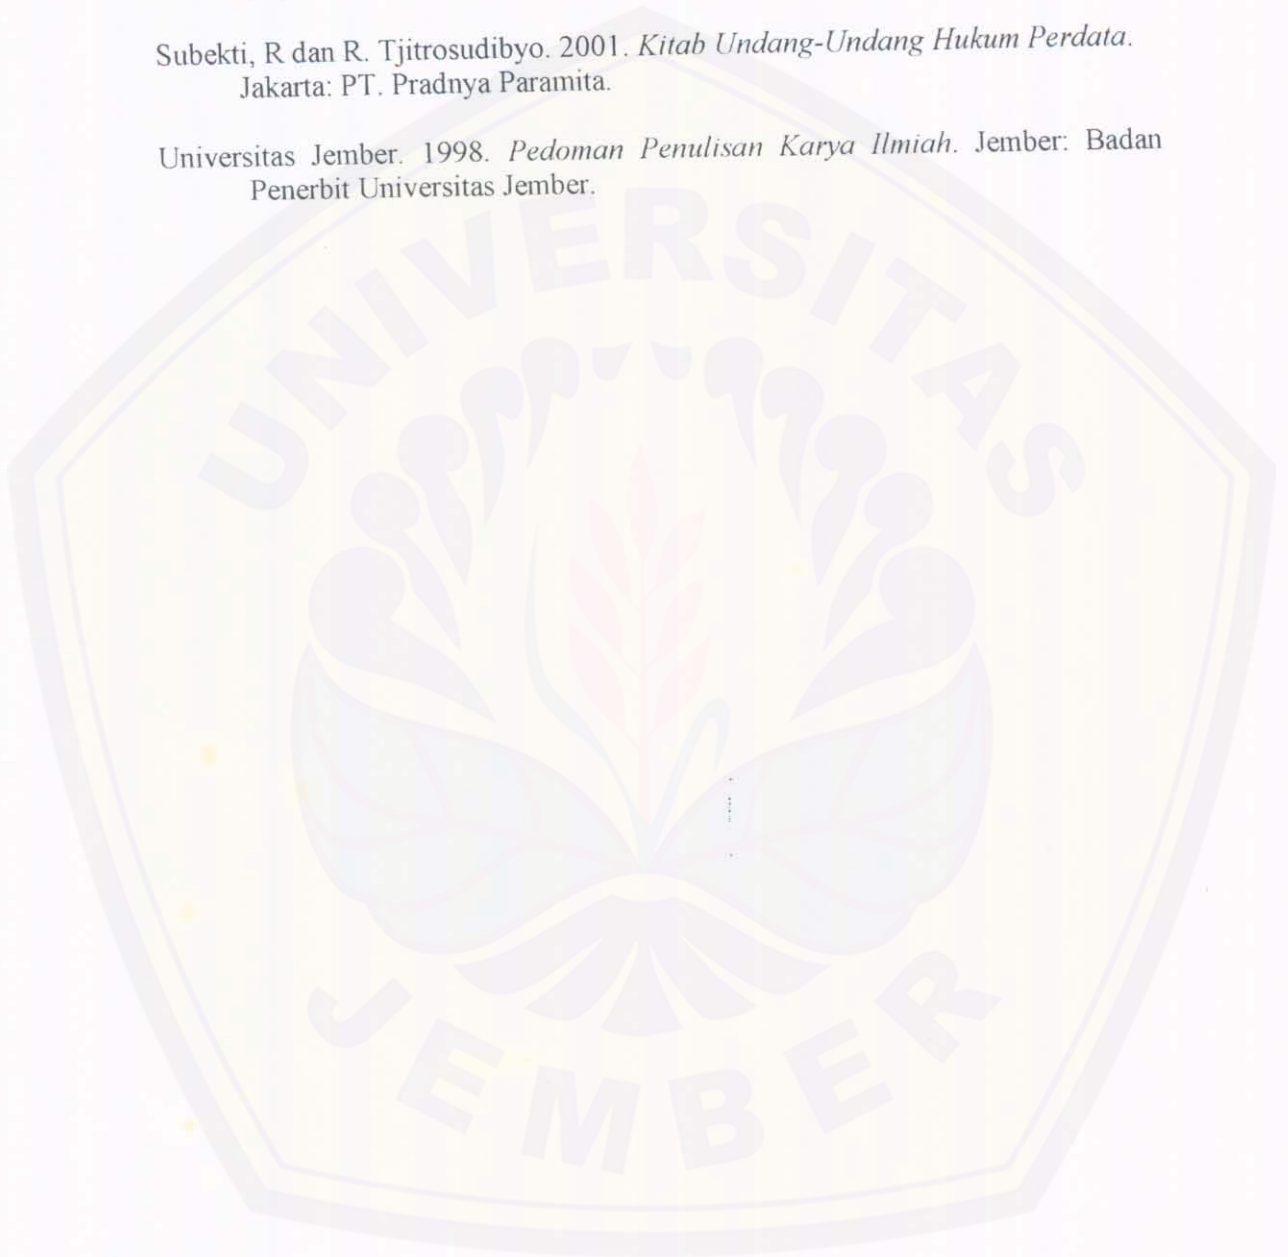 Subekti, R dan R. Tjitrosudibyo. 2001. Kitab Undang-Undang Hukum Perdata.
Jakarta: PT. Pradnya Paramita.
Universitas Jember. 1998. Pedoman Penulisan Karya Ilmiah. Jember: Badan
Penerbit Universitas Jember.
UNIVERSITAS
JEMBER